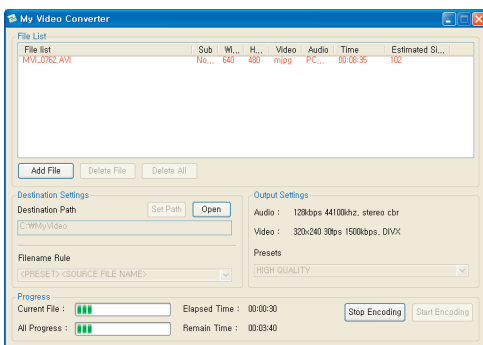 My Video Converter
File List
File list Sub Wi,,, H,,, Video Audio Time Estimated Si,,,
MVI_0762,AVI No,,, 640 480 mjpg PC,,, 00:08:35 102
Add File Delete File Delete All
Destination Settings
Destination Path Set Path Open
C:₩MyVideo
Filename Rule
<PRESET> <SOURCE FILE NAME>
Output Settings
Audio : 128kbps 44100khz, stereo cbr
Video : 320x240 30fps 1500kbps, DIVX
Presets
HIGH QUALITY
Progress
Current File : Elapsed Time : 00:00:30
All Progress : Remain Time : 00:03:40
Stop Encoding Start Encoding